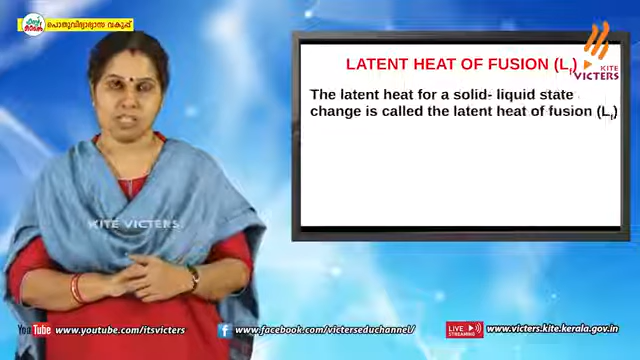 പൊതുവിദ്യാഭ്യാസ വകുപ്പ്
LATENT HEAT OF FUSION (Lf)
KITE
VICTERS
The latent heat for a solid- liquid state
change is called the latent heat of fusion (Lf)
KITE VICTERS
YouTube www.youtube.com/itsvicters
f www.facebook.com/victerseduchannel/
LIVE STREAMING
www.victers.kite.kerala.gov.in